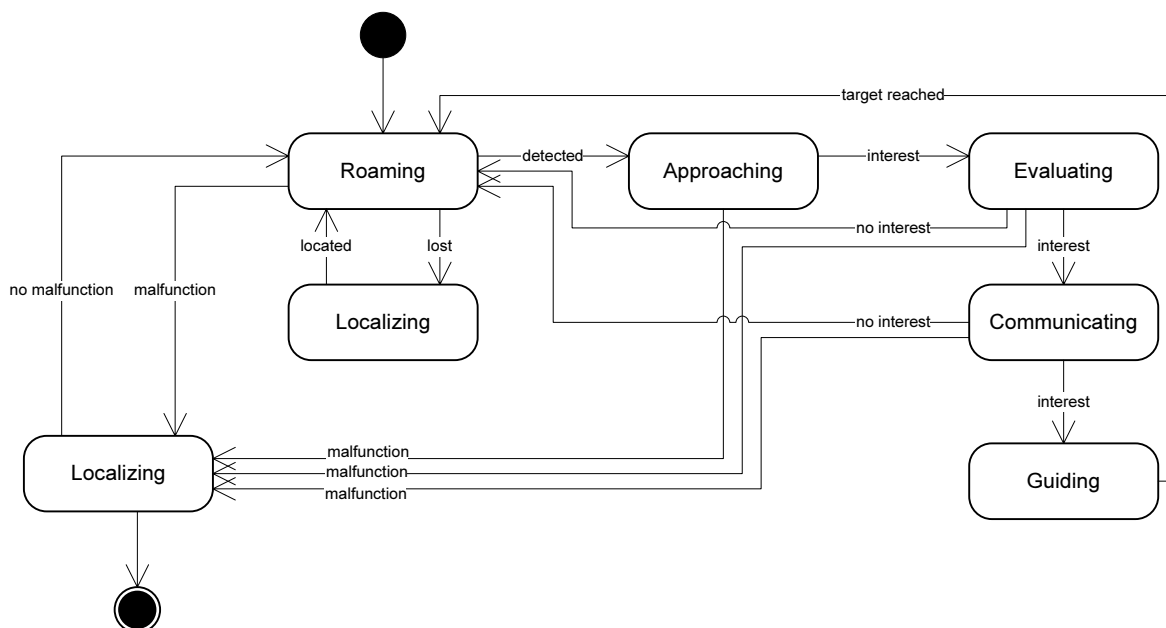 target reached
Roaming
detected
Approaching
interest
Evaluating
no interest
located
lost
interest
no malfunction
malfunction
Localizing
no interest
Communicating
interest
malfunction
Localizing
malfunction
malfunction
Guiding